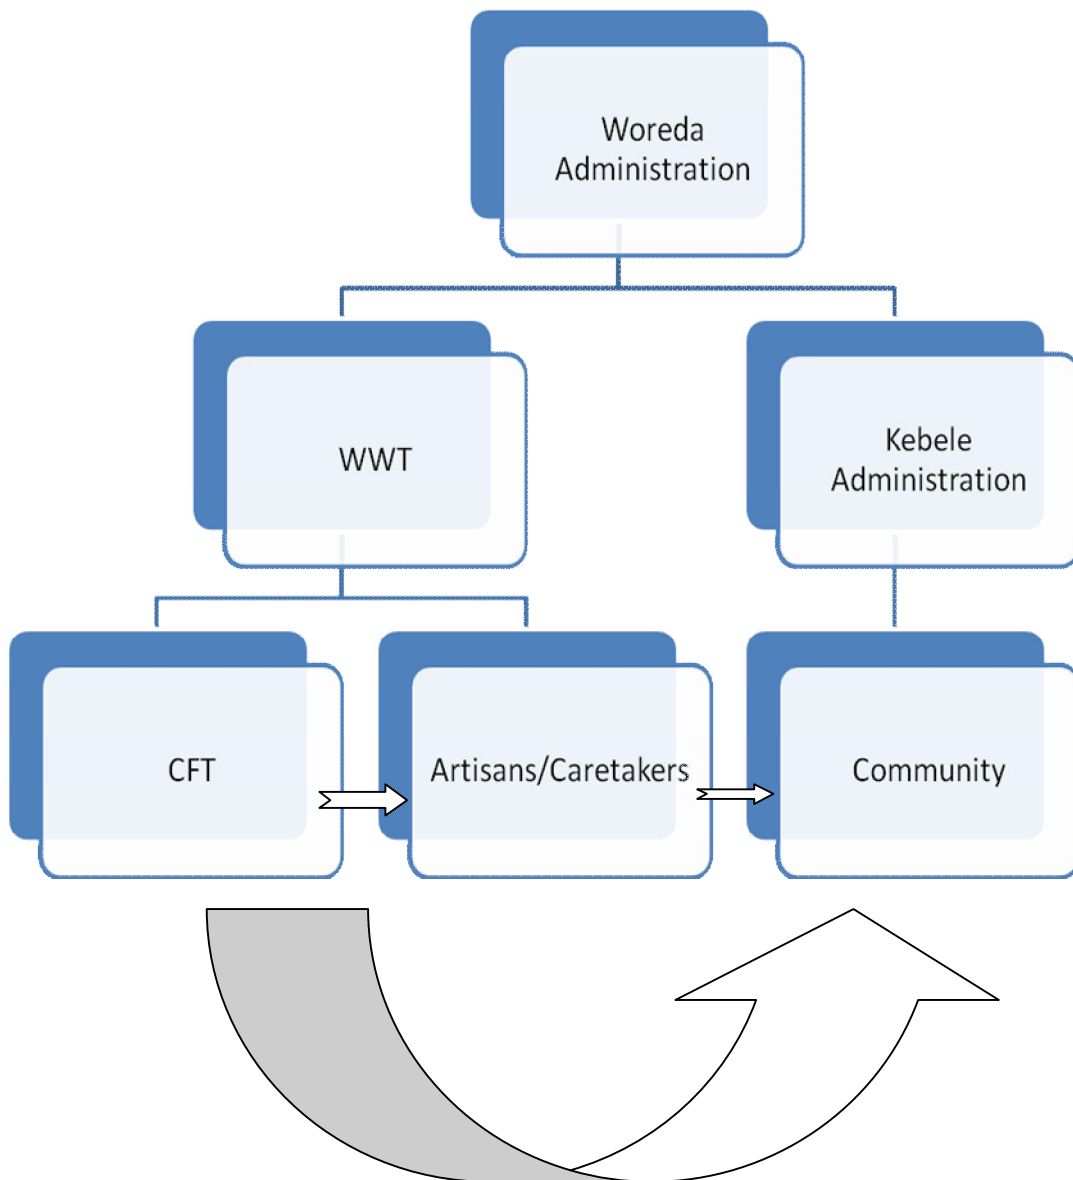 Woreda
Administration
WWT
Kebele
Administration
CFT
Artisans/Caretakers
Community